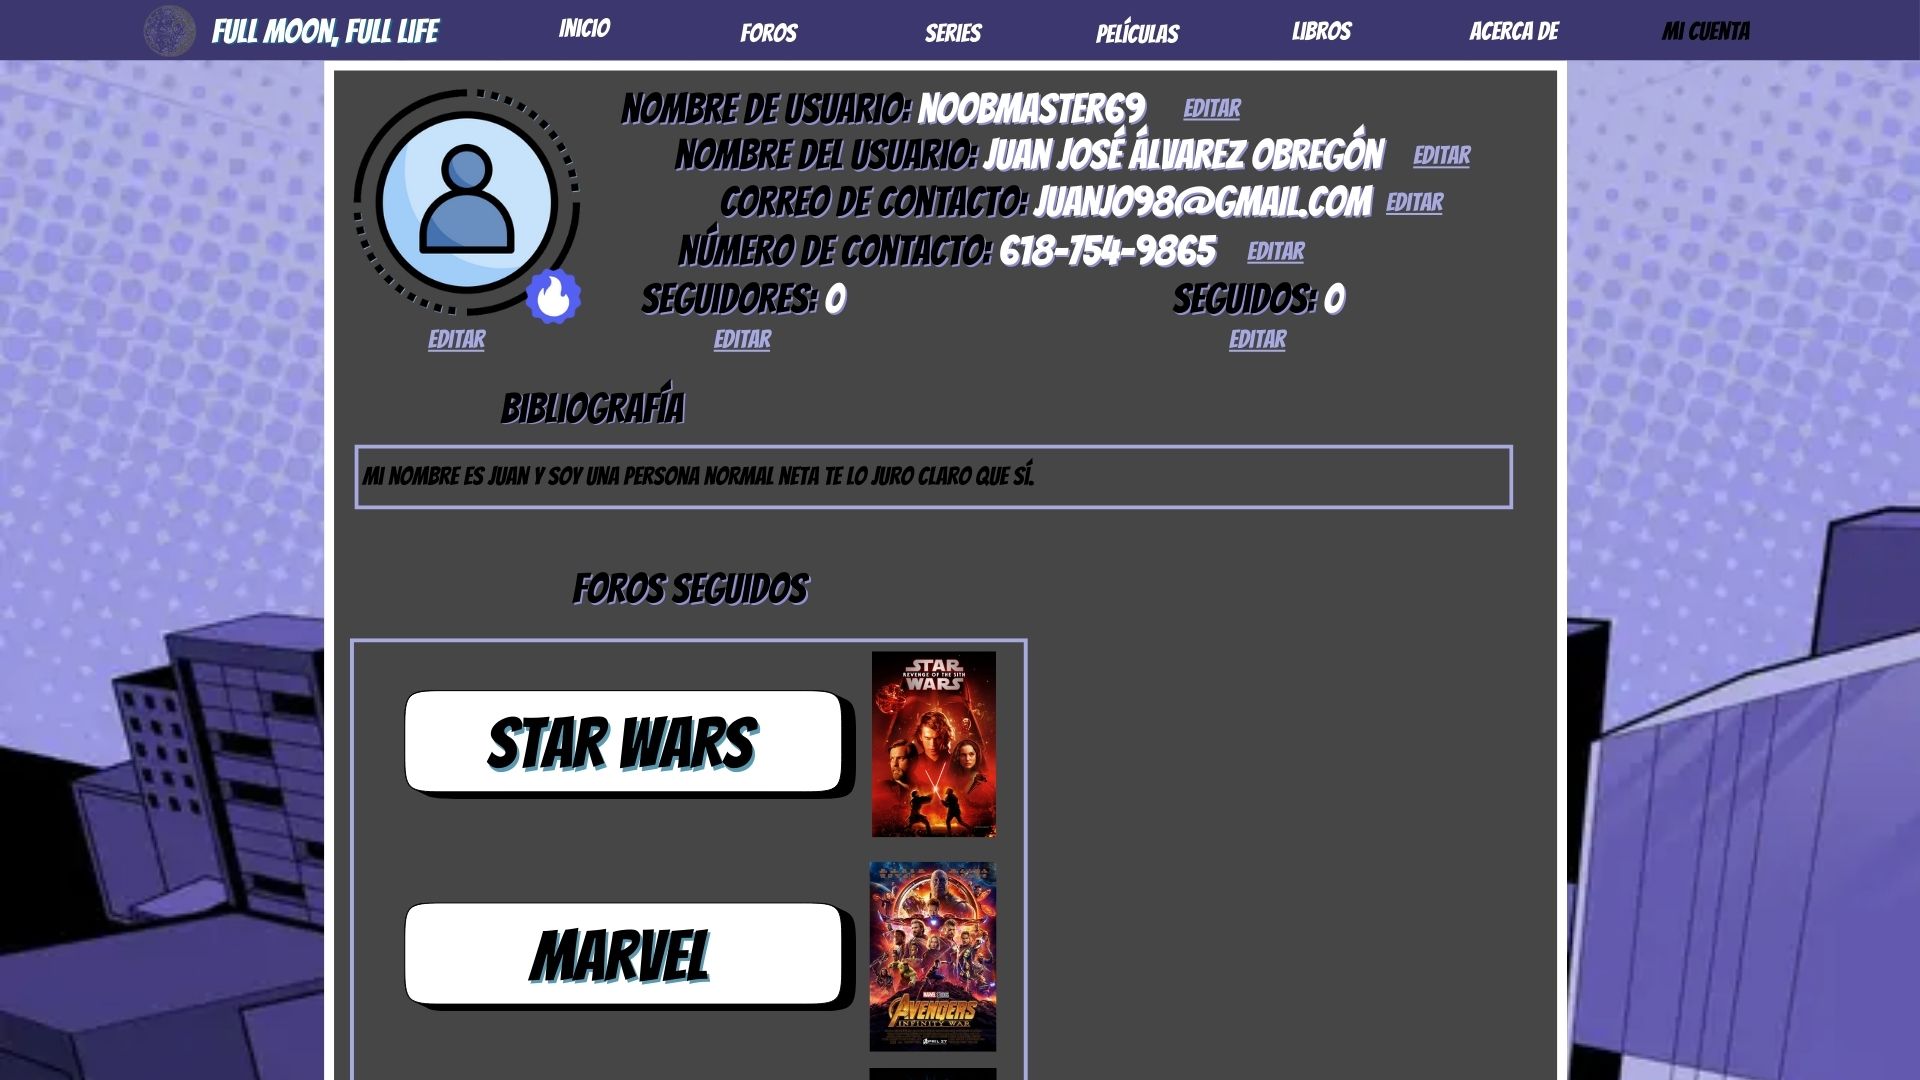 FULL MOON, FULL LIFE
INICIO
FOROS
SERIES
PELÍCULAS
LIBROS
ACERCA DE
MI CUENTA
NOMBRE DE USUARIO: NOOBMASTER69 EDITAR
NOMBRE DEL USUARIO: JUAN JOSÉ ÁLVAREZ OBREGÓN EDITAR
CORREO DE CONTACTO: JUANJO98@GMAIL.COM EDITAR
NÚMERO DE CONTACTO: 618-754-9865 EDITAR
SEGUIDORES: 0
SEGUIDOS: 0
EDITAR
EDITAR
EDITAR
BIBLIOGRAFÍA
MI NOMBRE ES JUAN Y SOY UNA PERSONA NORMAL NETA TE LO JURO CLARO QUE SÍ.
FOROS SEGUIDOS
STAR WARS
STAR
REVENGE OF THE SITH
WARS
MARVEL
MARVEL STUDIOS
AVENGERS
INFINITY WAR
APRIL 27